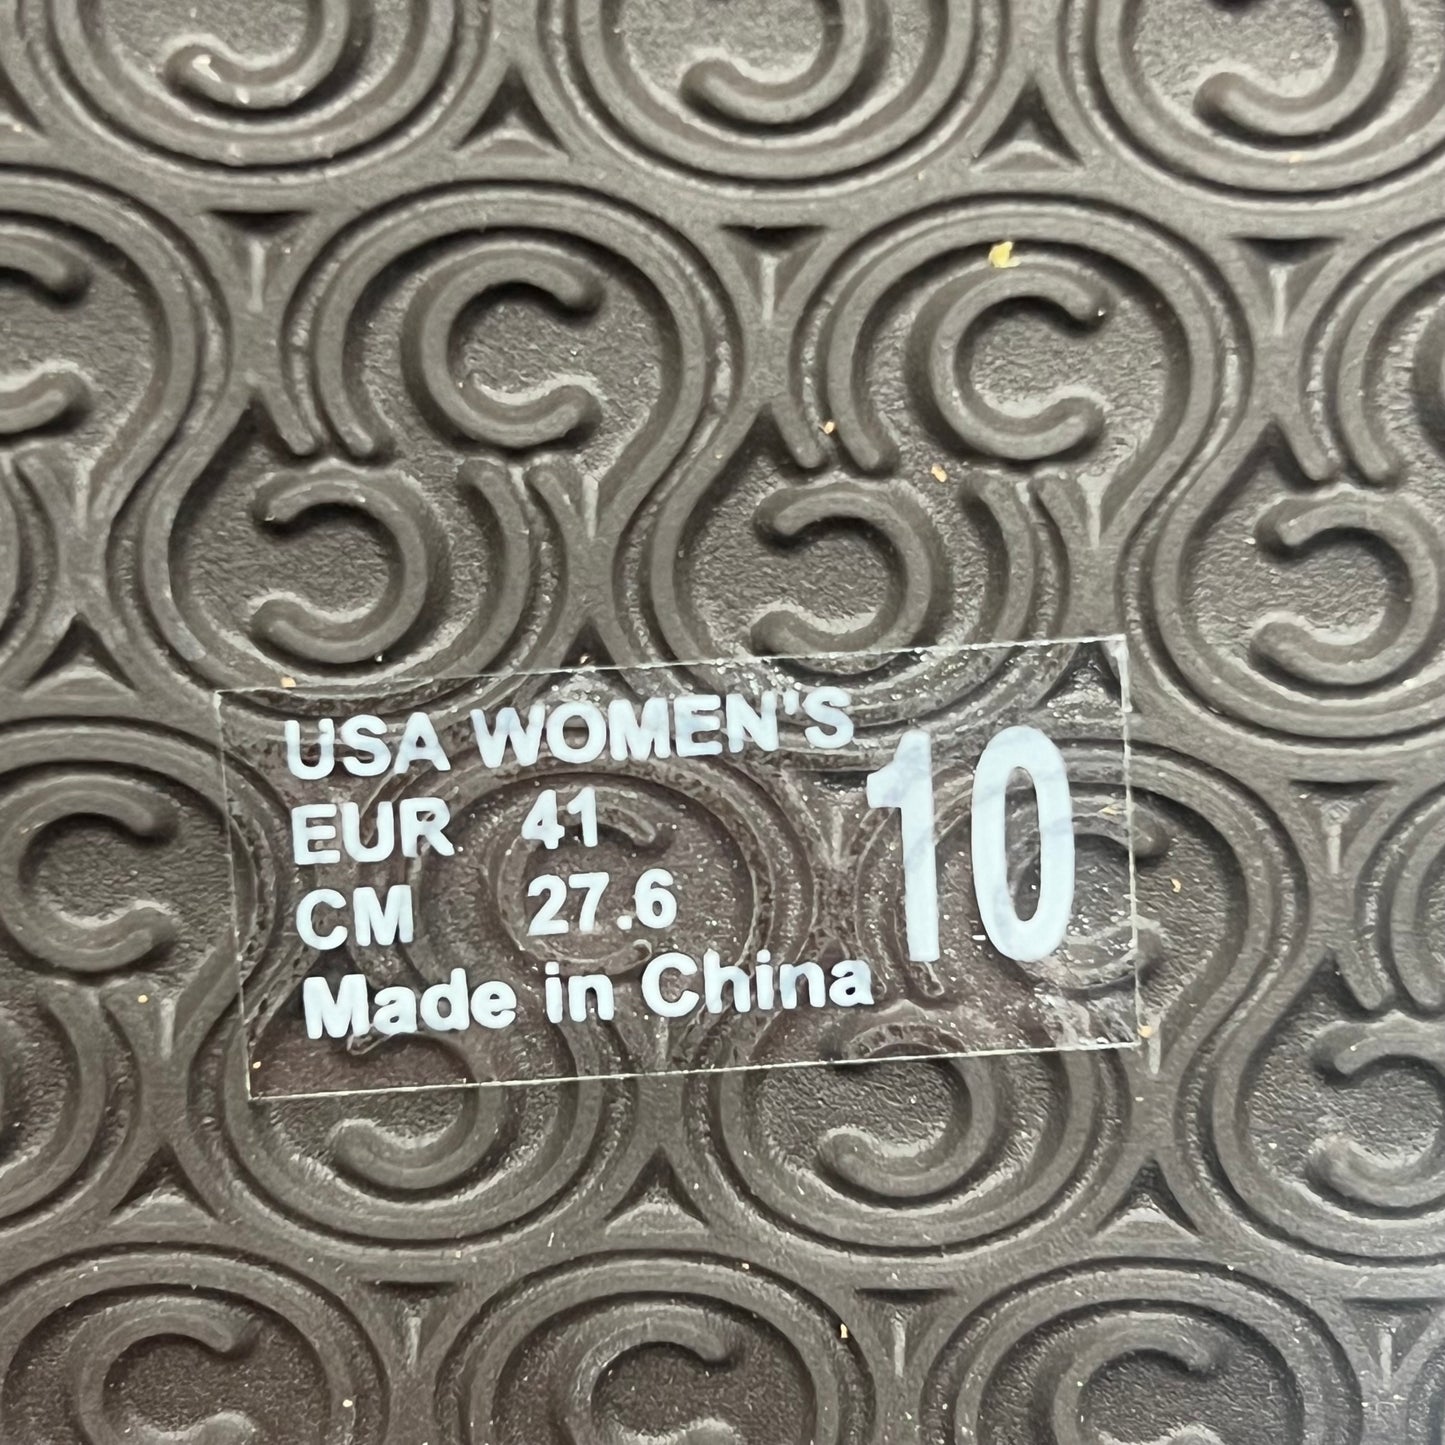 USA WOMEN'S 10
EUR 41
CM 27.6
Made in China